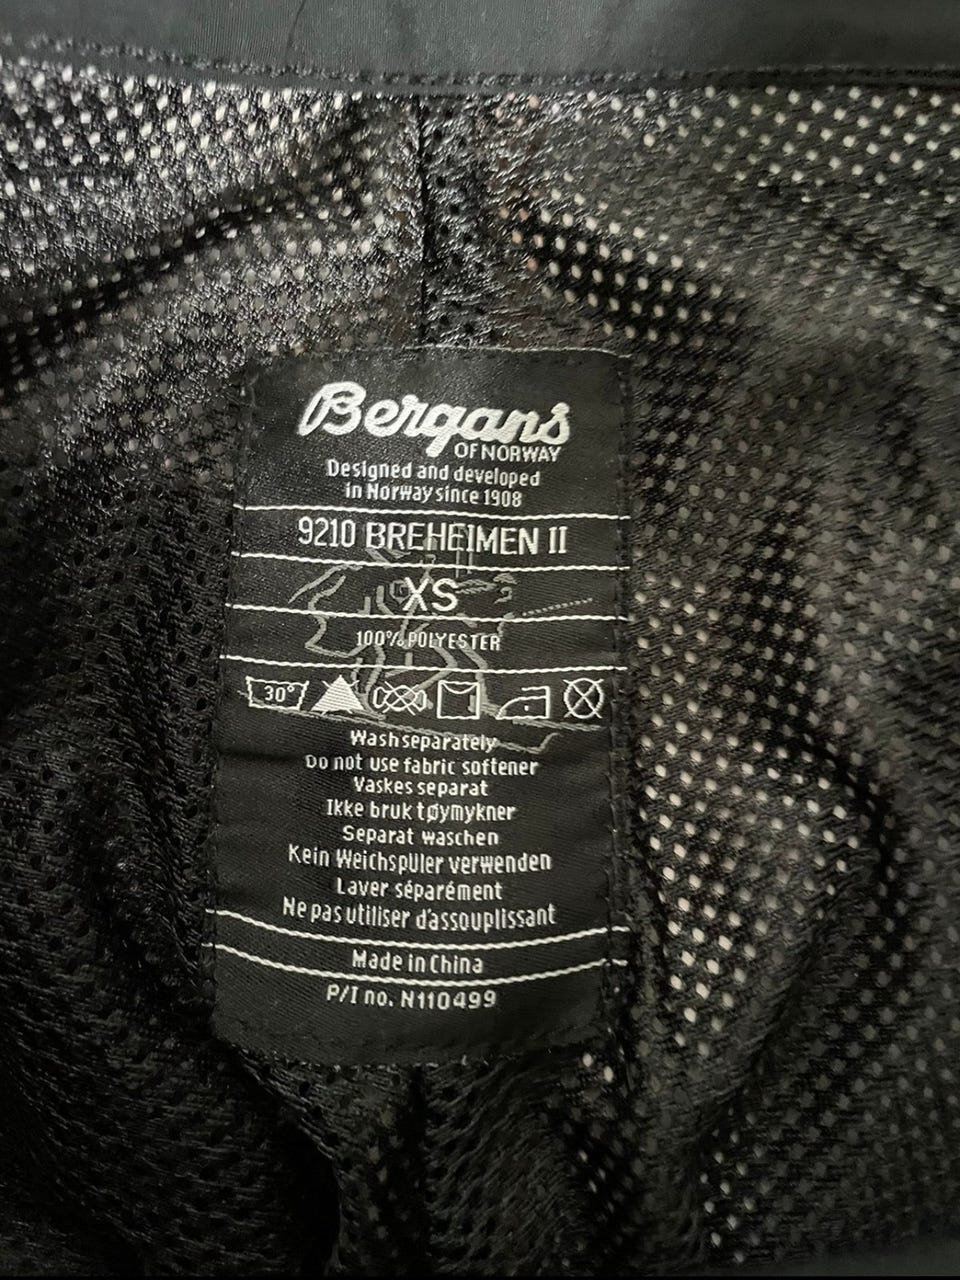 Bergans
OF NORWAY
Designed and developed
in Norway since 1908
9210 BREHEIMEN II
XS
100% POLYESTER
30°
Wash separately
Do not use fabric softener
Vaskes separat
Ikke bruk tøymykner
Separat waschen
Kein Weichspüler verwenden
Laver séparément
Ne pas utiliser d'assouplissant
Made in China
P/I no. N110499